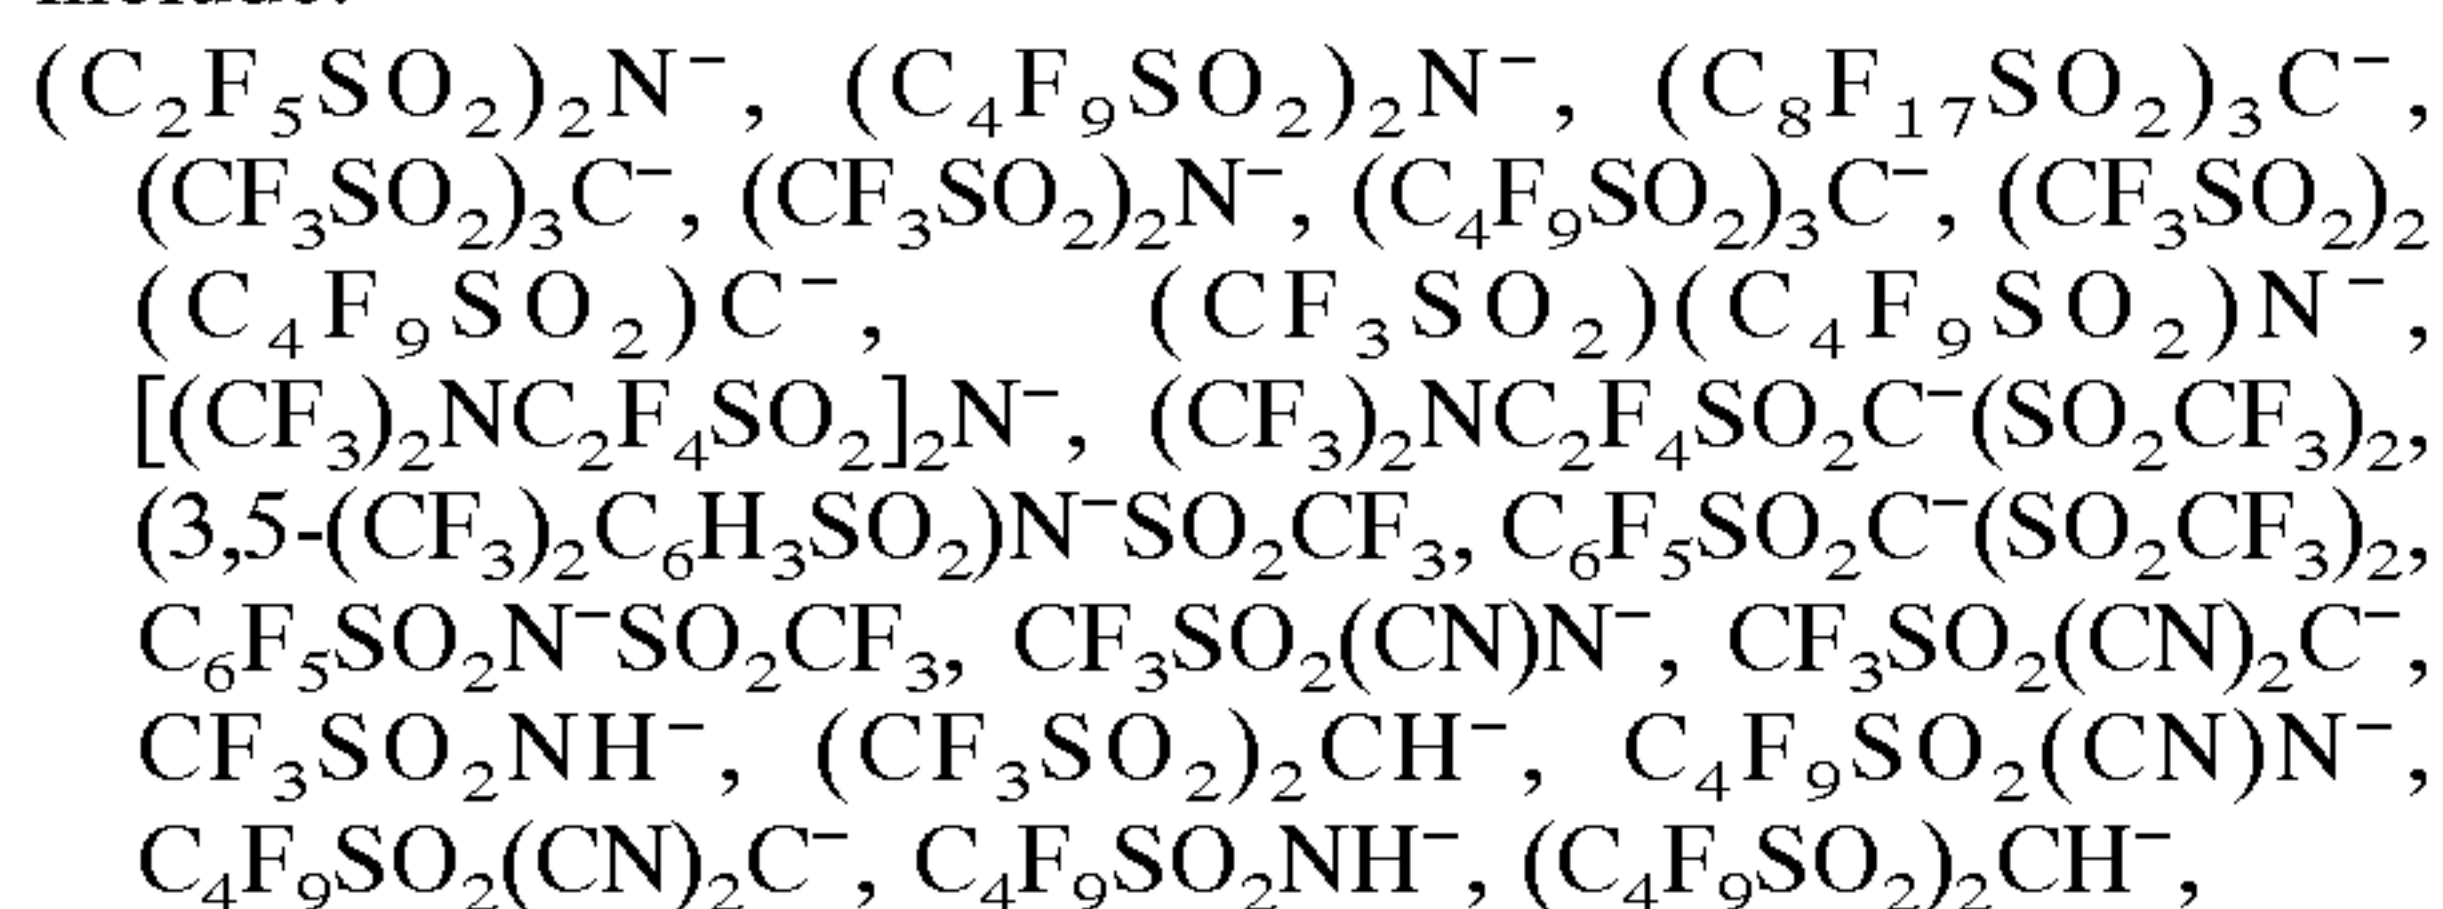 (C₂F₅SO₂)₂N⁻, (C₄F₉SO₂)₂N⁻, (C₈F₁₇SO₂)₃C⁻,
(CF₃SO₂)₃C⁻, (CF₃SO₂)₂N⁻, (C₄F₉SO₂)₃C⁻, (CF₃SO₂)₂
(C₄F₉SO₂)C⁻, (CF₃SO₂)(C₄F₉SO₂)N⁻,
[(CF₃)₂NC₂F₄SO₂]₂N⁻, (CF₃)₂NC₂F₄SO₂C⁻(SO₂CF₃)₂,
(3,5-(CF₃)₂C₆H₃SO₂)N⁻SO₂CF₃, C₆F₅SO₂C⁻(SO₂CF₃)₂,
C₆F₅SO₂N⁻SO₂CF₃, CF₃SO₂(CN)N⁻, CF₃SO₂(CN)₂C⁻,
CF₃SO₂NH⁻, (CF₃SO₂)₂CH⁻, C₄F₉SO₂(CN)N⁻,
C₄F₉SO₂(CN)₂C⁻, C₄F₉SO₂NH⁻, (C₄F₉SO₂)₂CH⁻,